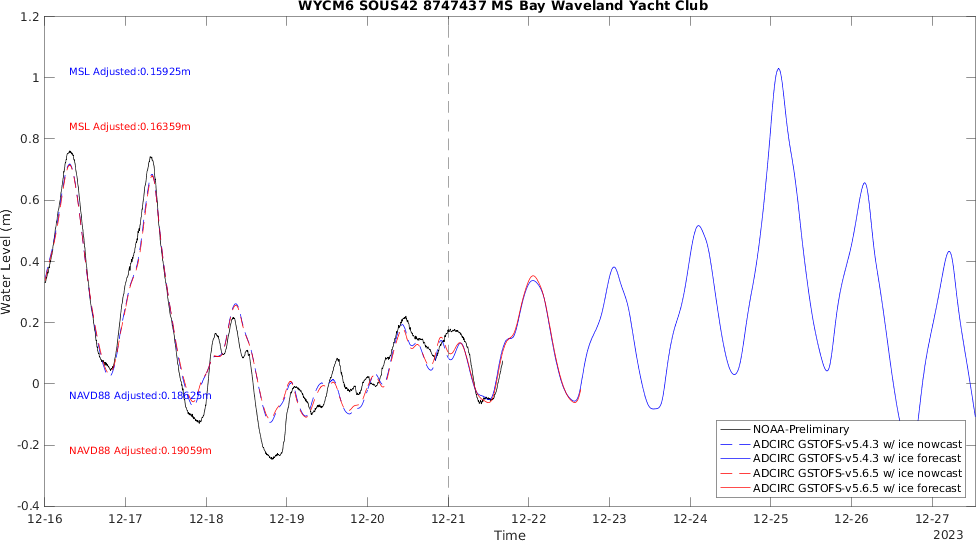 WYCM6 SOUS42 8747437 MS Bay Waveland Yacht Club
1.2
1
0.8
0.6
0.4
0.2
0
-0.2
-0.4
Water Level (m)
MSL Adjusted:0.15925m
MSL Adjusted:0.16359m
NAVD88 Adjusted:0.18625m
NAVD88 Adjusted:0.19059m
NOAA-Preliminary
ADCIRC GSTOFS-v5.4.3 w/ ice nowcast
ADCIRC GSTOFS-v5.4.3 w/ ice forecast
ADCIRC GSTOFS-v5.6.5 w/ ice nowcast
ADCIRC GSTOFS-v5.6.5 w/ ice forecast
12-16 12-17 12-18 12-19 12-20 12-21 12-22 12-23 12-24 12-25 12-26 12-27
Time
2023